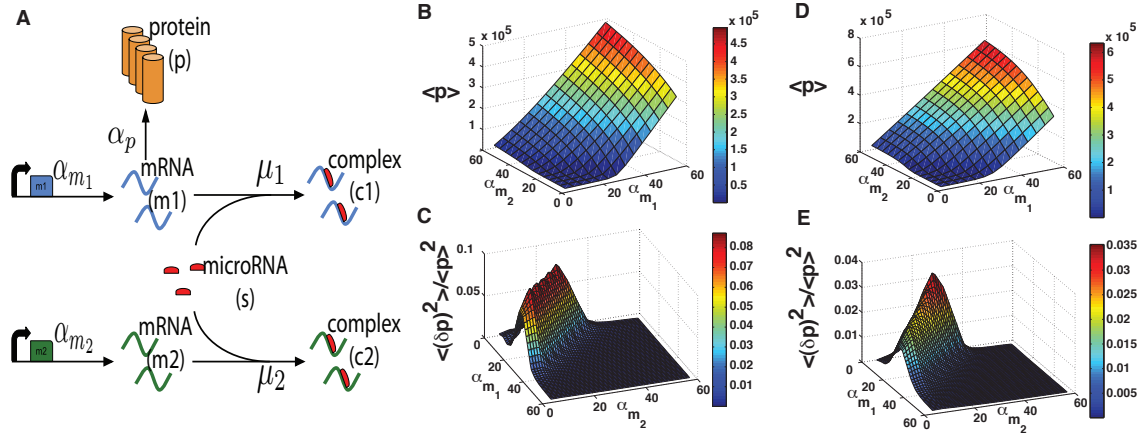 A
protein
(p)
α_p
α_m1
m1
mRNA
(m1)
μ_1
complex
(c1)
microRNA
(s)
α_m2
m2
mRNA
(m2)
μ_2
complex
(c2)
B
x 10^5
5
4
3
2
1
<p>
60
40
20
0
α_m2
0
20
40
60
α_m1
x 10^5
4.5
4
3.5
3
2.5
2
1.5
1
0.5
C
0.1
0.05
0
<(δp)^2>/<p>^2
0
20
40
60
α_m1
0
20
40
60
α_m2
0.08
0.07
0.06
0.05
0.04
0.03
0.02
0.01
D
x 10^5
8
6
4
2
<p>
60
40
20
0
α_m2
0
20
40
60
α_m1
x 10^5
6
5
4
3
2
1
E
0.04
0.03
0.02
0.01
0
<(δp)^2>/<p>^2
0
20
40
60
α_m1
0
20
40
60
α_m2
0.035
0.03
0.025
0.02
0.015
0.01
0.005